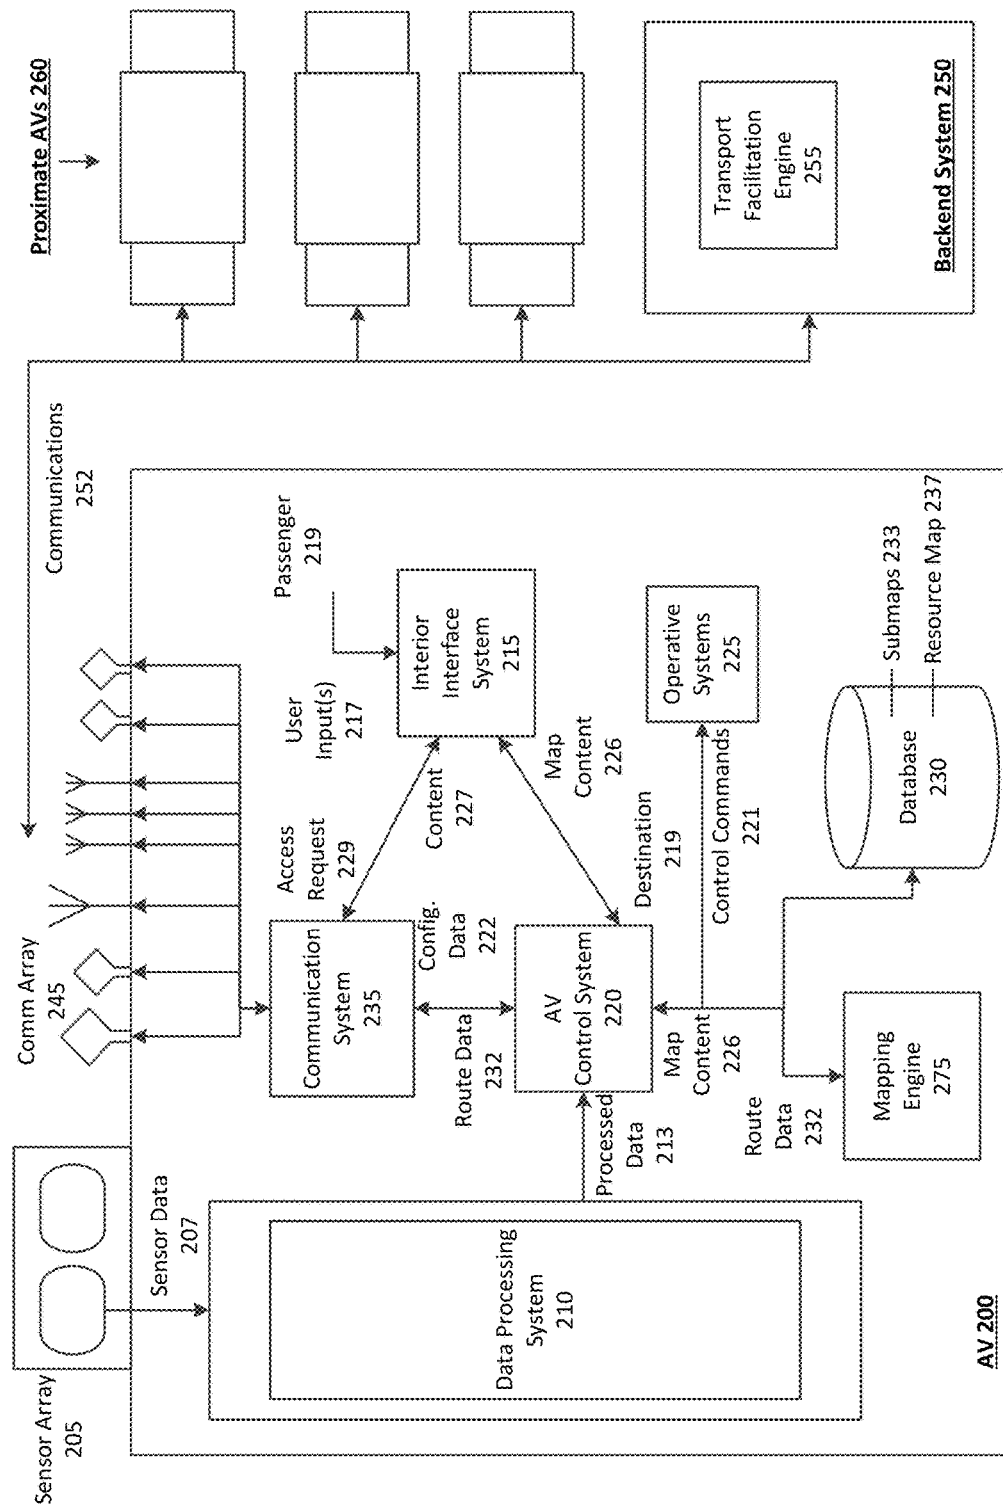 Sensor Array
205
Sensor Data
207
Comm Array
245
Communications
252
Proximate AVs 260
Data Processing
System
210
Processed
Data
213
Communication
System
235
Access
Request
229
User
Input(s)
217
Passenger
219
Content
227
Config.
Data
222
Route Data
232
Interior
Interface
System
215
AV
Control System
220
Map
Content
226
Destination
219
Map
Content
226
Control Commands
221
Operative
Systems
225
Route
Data
232
Mapping
Engine
275
Database
230
Submaps 233
Resource Map 237
Transport
Facilitation
Engine
255
Backend System 250
AV 200